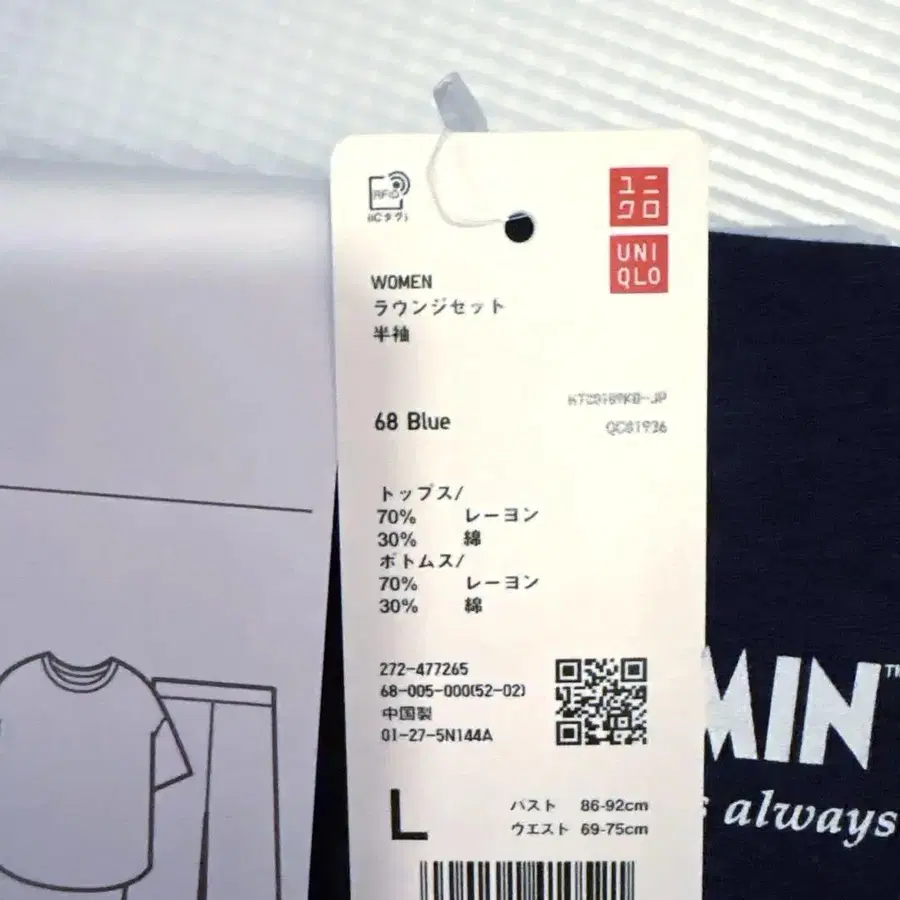 RFID
(ICタグ)
ユニ
クロ
UNI
QLO
WOMEN
ラウンジセット
半袖
68 Blue
QC81936
トップス/
70% レーヨン
30% 綿
ボトムス/
70% レーヨン
30% 綿
272-477265
68-005-000(52-02)
中国製
01-27-5N144A
L
バスト 86-92cm
ウエスト 69-75cm
MIN™
always